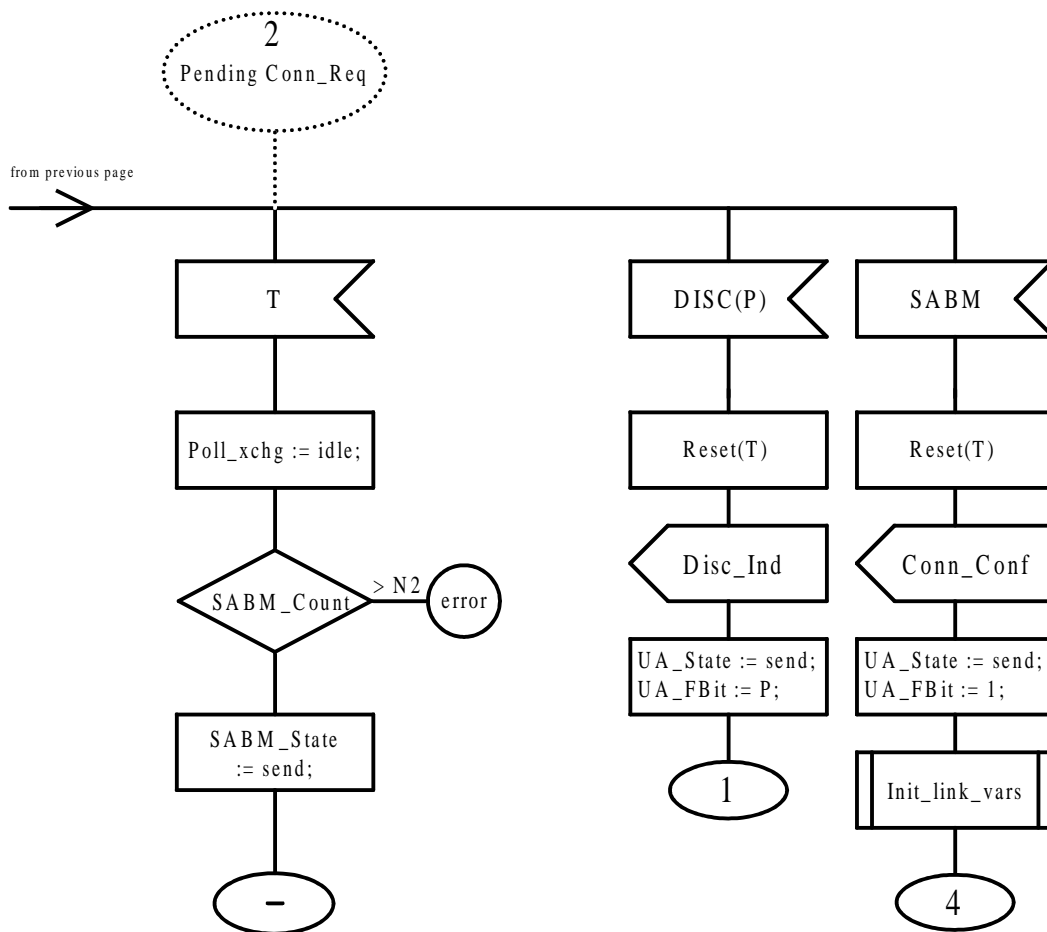 2
Pending Conn_Req
from previous page
T
DISC(P)
SABM
Poll_xchg := idle;
Reset(T)
Reset(T)
Disc_Ind
Conn_Conf
SABM_Count
> N2
error
UA_State := send;
UA_FBit := P;
UA_State := send;
UA_FBit := 1;
SABM_State
:= send;
1
Init_link_vars
–
4